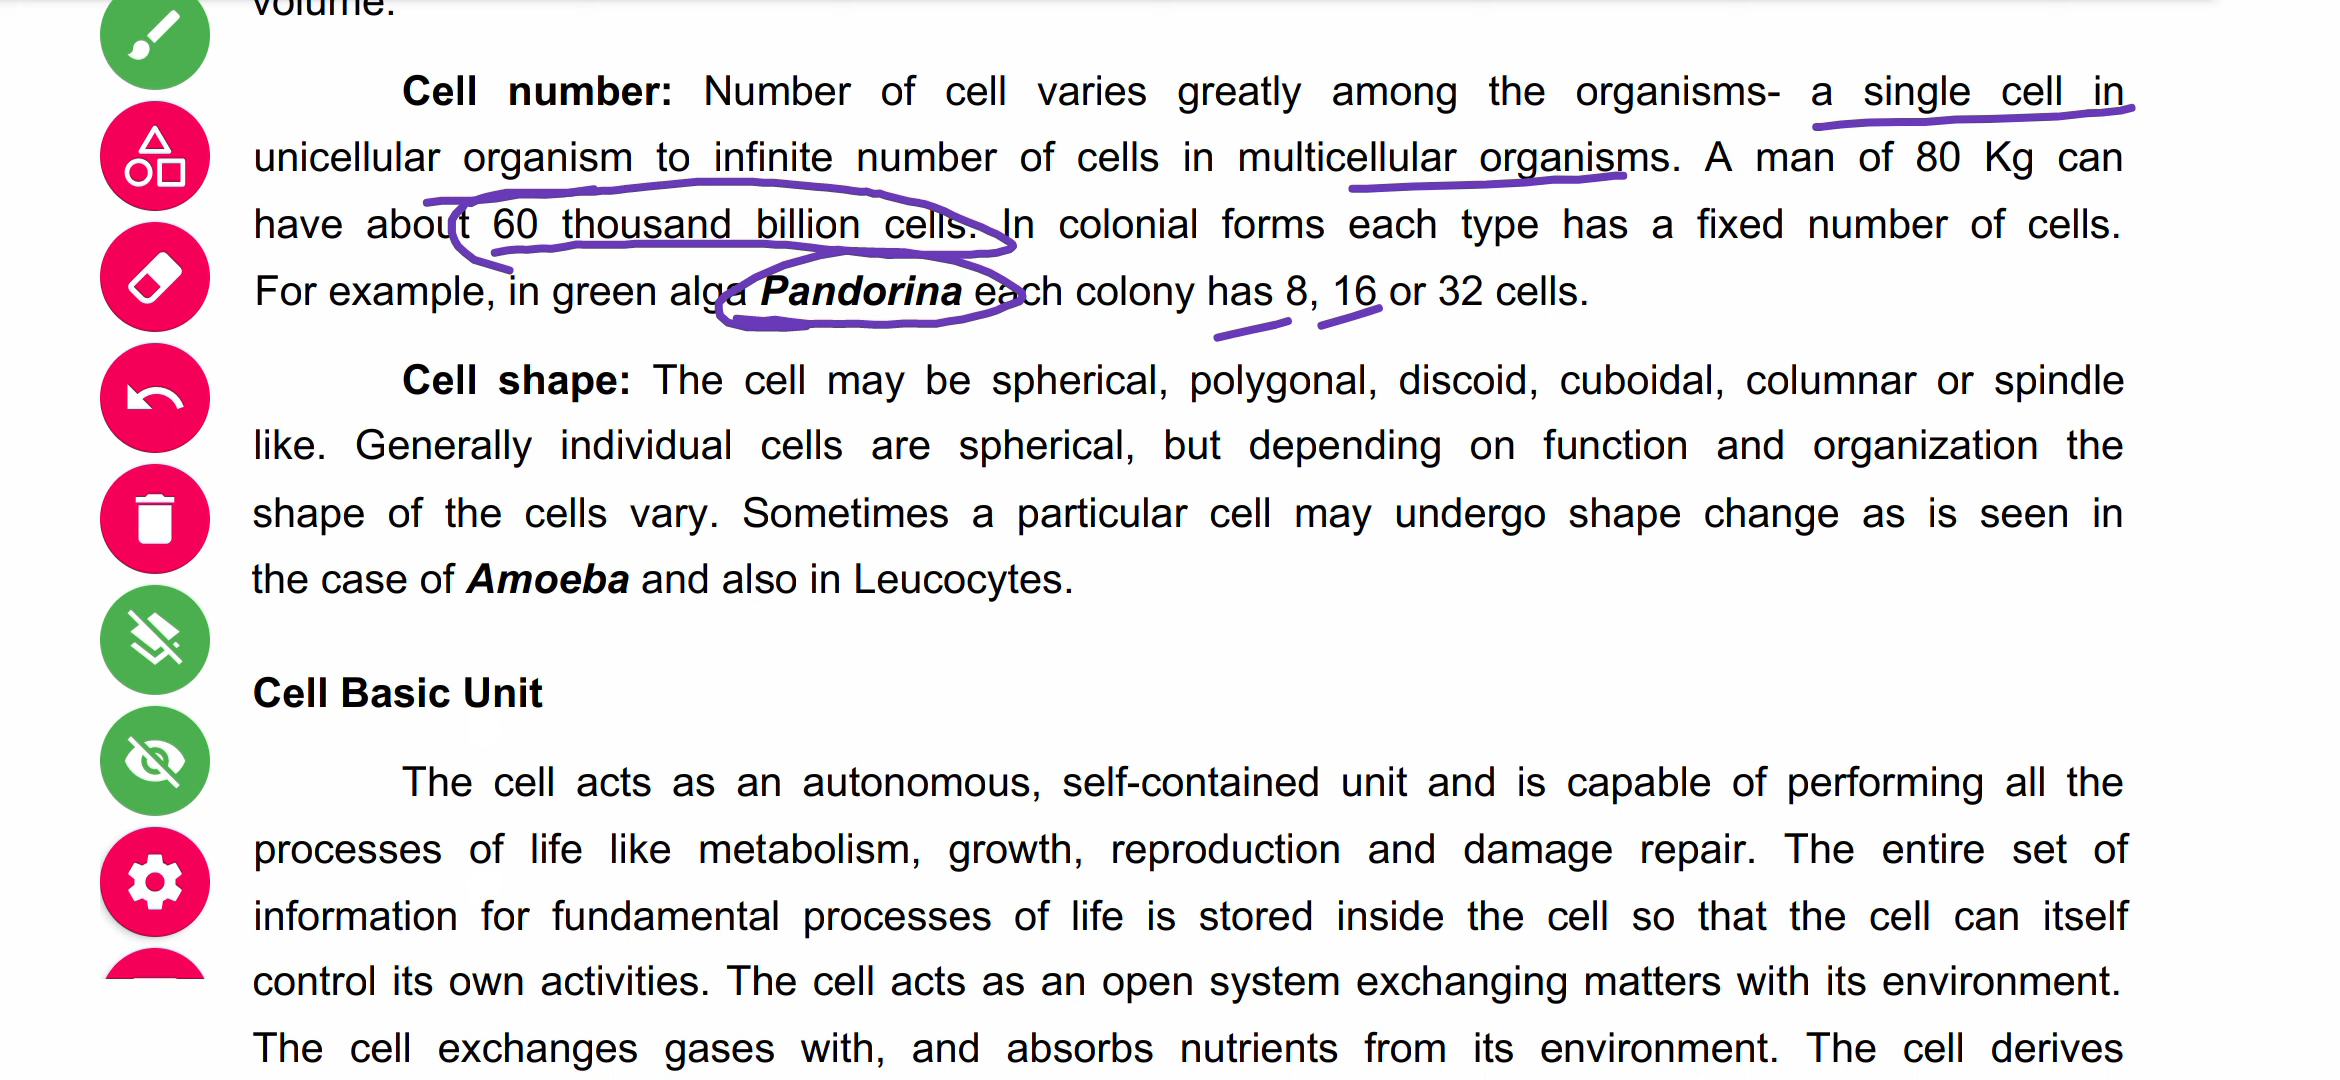 volume.
Cell number: Number of cell varies greatly among the organisms- a single cell in
unicellular organism to infinite number of cells in multicellular organisms. A man of 80 Kg can
have about 60 thousand billion cells. In colonial forms each type has a fixed number of cells.
For example, in green alga Pandorina each colony has 8, 16 or 32 cells.
Cell shape: The cell may be spherical, polygonal, discoid, cuboidal, columnar or spindle
like. Generally individual cells are spherical, but depending on function and organization the
shape of the cells vary. Sometimes a particular cell may undergo shape change as is seen in
the case of Amoeba and also in Leucocytes.
Cell Basic Unit
The cell acts as an autonomous, self-contained unit and is capable of performing all the
processes of life like metabolism, growth, reproduction and damage repair. The entire set of
information for fundamental processes of life is stored inside the cell so that the cell can itself
control its own activities. The cell acts as an open system exchanging matters with its environment.
The cell exchanges gases with, and absorbs nutrients from its environment. The cell derives